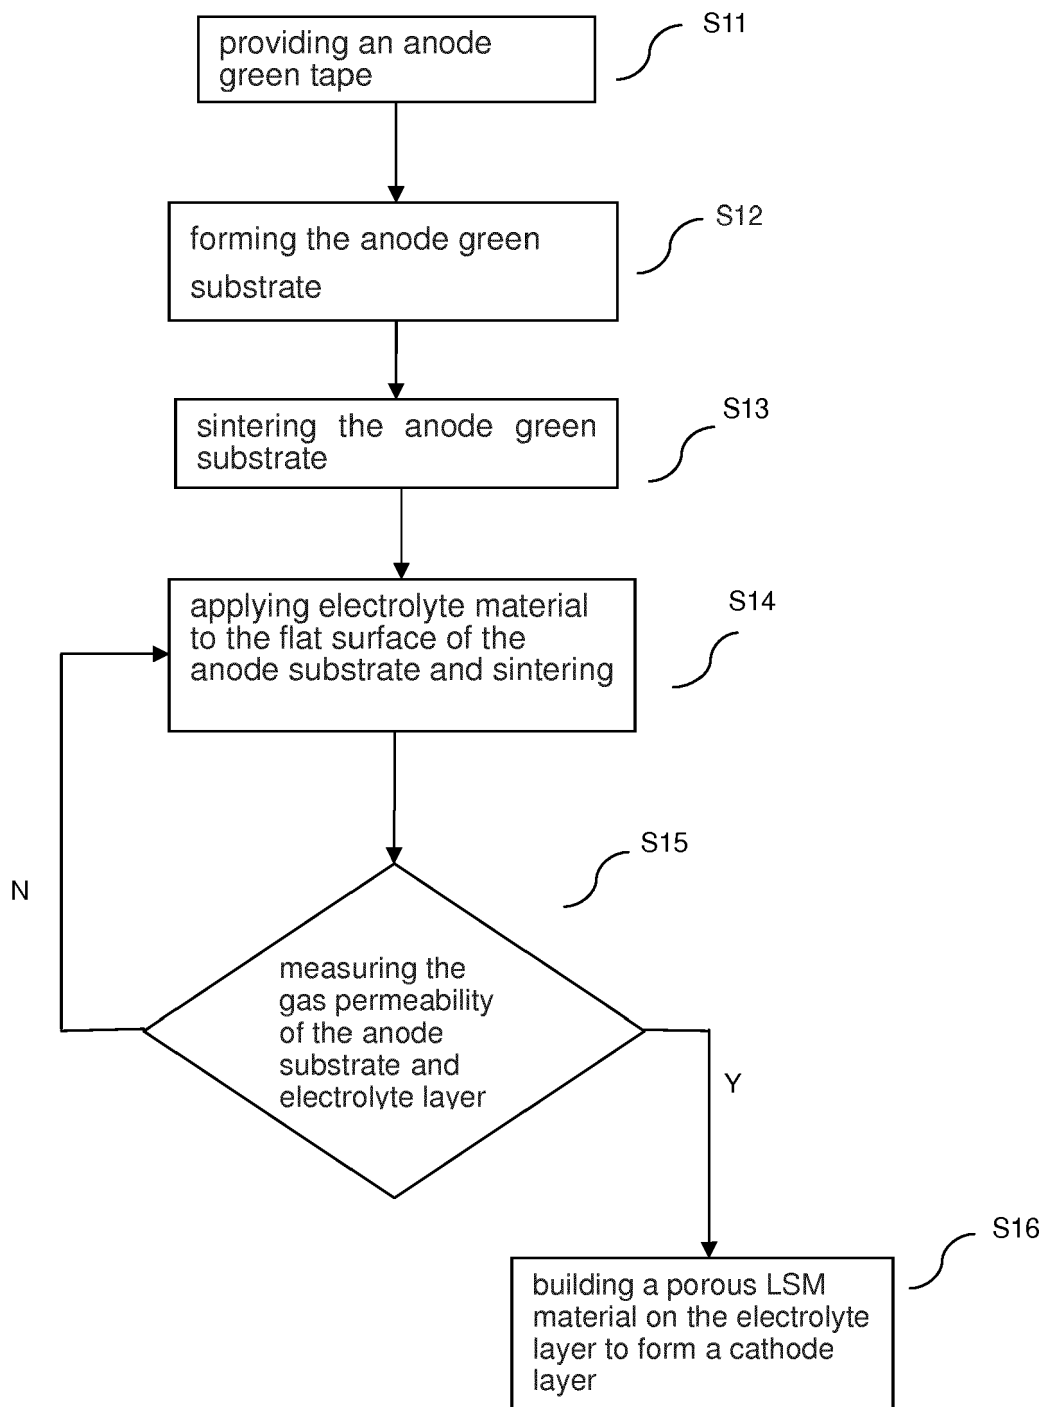 S11
providing an anode
green tape
S12
forming the anode green
substrate
S13
sintering the anode green
substrate
S14
applying electrolyte material
to the flat surface of the
anode substrate and sintering
S15
N
measuring the
gas permeability
of the anode
substrate and
electrolyte layer
Y
S16
building a porous LSM
material on the electrolyte
layer to form a cathode
layer